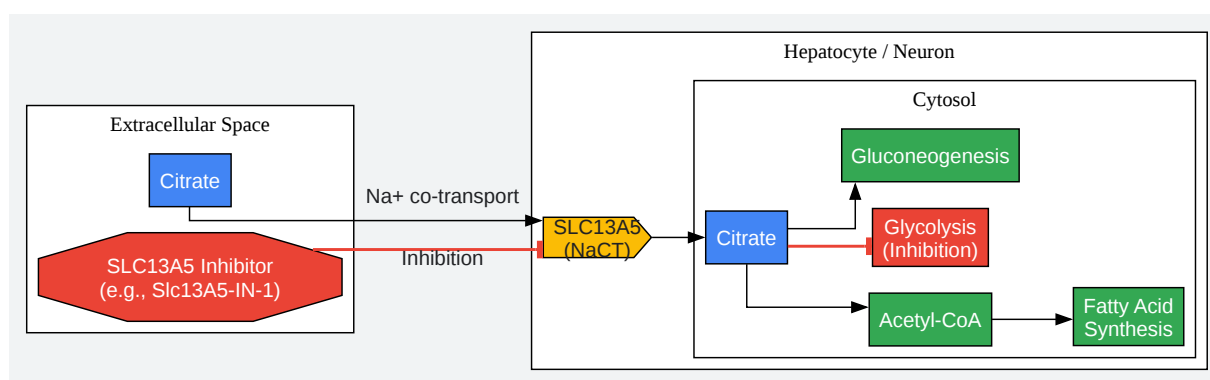 Hepatocyte / Neuron
Cytosol
Extracellular Space
Citrate
SLC13A5 Inhibitor
(e.g., Slc13A5-IN-1)
Na+ co-transport
Inhibition
SLC13A5
(NaCT)
Citrate
Gluconeogenesis
Glycolysis
(Inhibition)
Acetyl-CoA
Fatty Acid
Synthesis